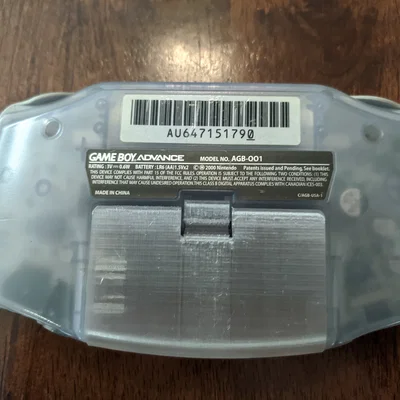 AU647151790
GAME BOY ADVANCE MODEL NO. AGB-001
RATING : 3V⎓0.6W BATTERY : LR6 (AA)1.5Vx2 C-Ⓜ 2000 Nintendo Patents issued and Pending, See booklet.
THIS DEVICE COMPLIES WITH PART 15 OF THE FCC RULES. OPERATION IS SUBJECT TO THE FOLLOWING TWO CONDITIONS (1) THIS
DEVICE MAY NOT CAUSE HARMFUL INTERFERENCE, AND (2) THIS DEVICE MUST ACCEPT ANY INTERFERENCE RECEIVED, INCLUDING
INTERFERENCE THAT MAY CAUSE UNDESIRED OPERATION.THIS CLASS B DIGITAL APPARATUS COMPLIES WITH CANADIAN ICES-003.
MADE IN CHINA
C/AGB-USA-1